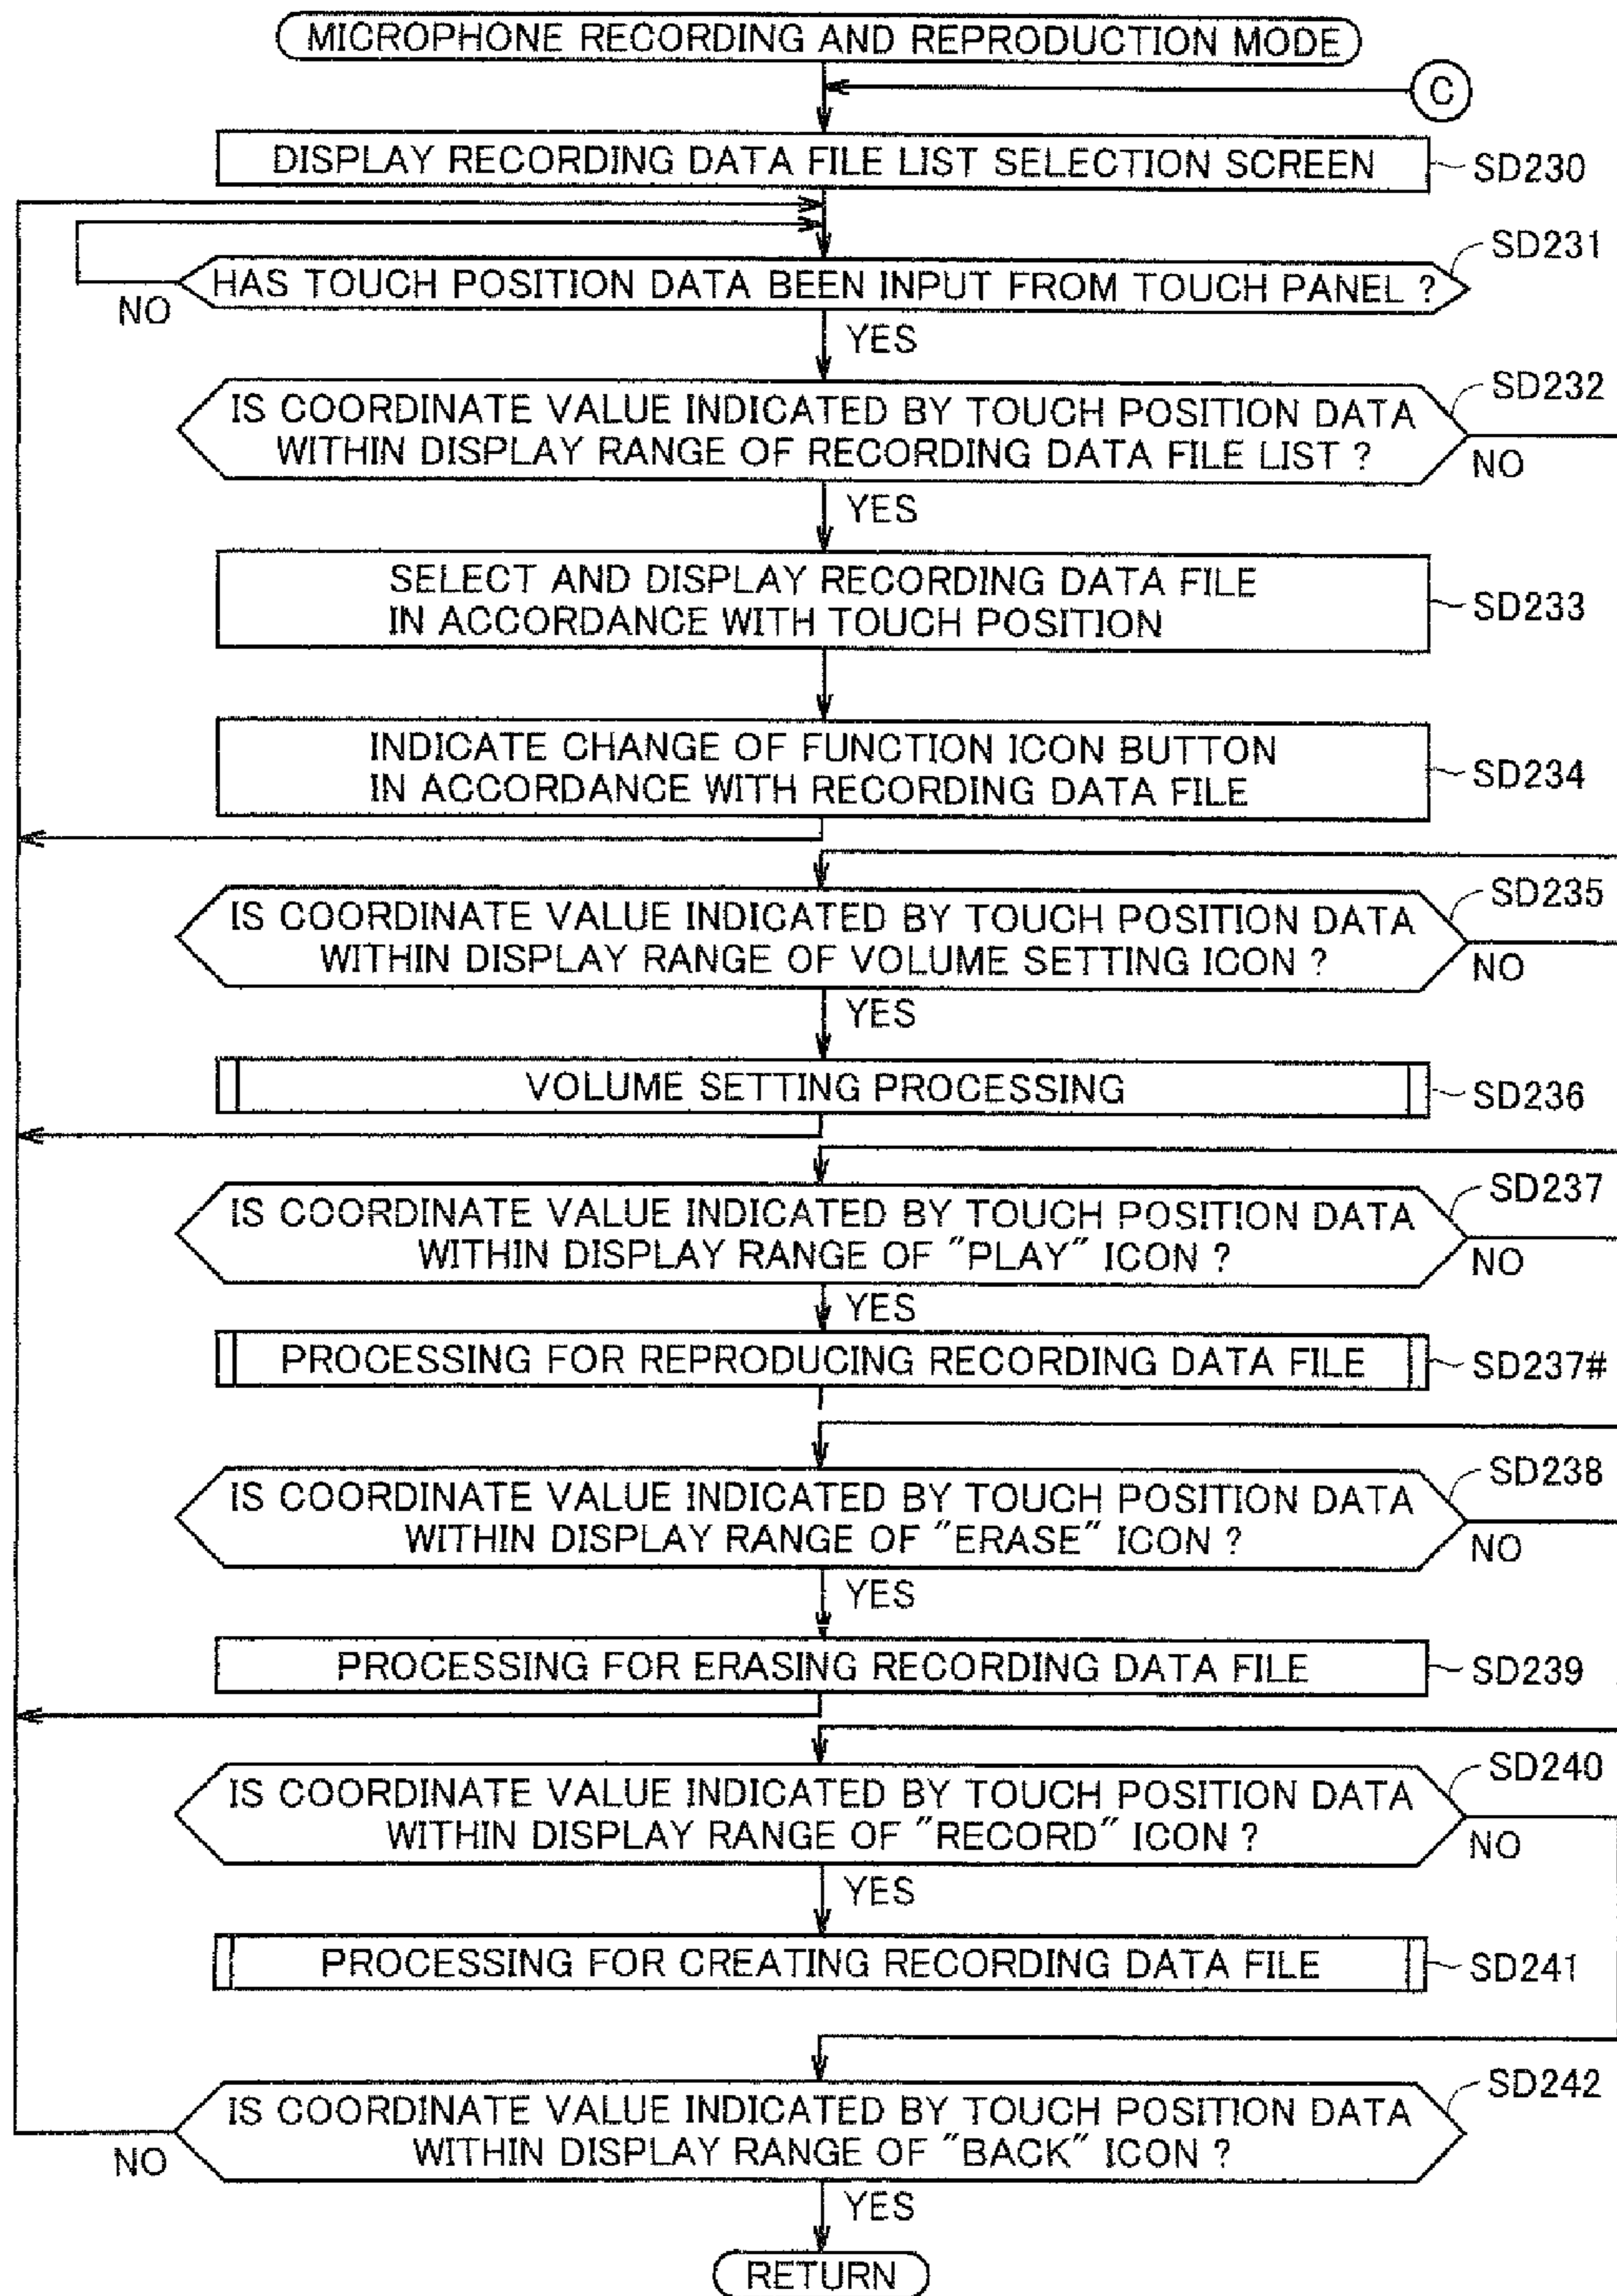 MICROPHONE RECORDING AND REPRODUCTION MODE
C
DISPLAY RECORDING DATA FILE LIST SELECTION SCREEN
SD230
SD231
HAS TOUCH POSITION DATA BEEN INPUT FROM TOUCH PANEL ?
NO
YES
SD232
IS COORDINATE VALUE INDICATED BY TOUCH POSITION DATA
WITHIN DISPLAY RANGE OF RECORDING DATA FILE LIST ?
NO
YES
SELECT AND DISPLAY RECORDING DATA FILE
IN ACCORDANCE WITH TOUCH POSITION
SD233
INDICATE CHANGE OF FUNCTION ICON BUTTON
IN ACCORDANCE WITH RECORDING DATA FILE
SD234
SD235
IS COORDINATE VALUE INDICATED BY TOUCH POSITION DATA
WITHIN DISPLAY RANGE OF VOLUME SETTING ICON ?
NO
YES
VOLUME SETTING PROCESSING
SD236
SD237
IS COORDINATE VALUE INDICATED BY TOUCH POSITION DATA
WITHIN DISPLAY RANGE OF "PLAY" ICON ?
NO
YES
PROCESSING FOR REPRODUCING RECORDING DATA FILE
SD237#
SD238
IS COORDINATE VALUE INDICATED BY TOUCH POSITION DATA
WITHIN DISPLAY RANGE OF "ERASE" ICON ?
NO
YES
PROCESSING FOR ERASING RECORDING DATA FILE
SD239
SD240
IS COORDINATE VALUE INDICATED BY TOUCH POSITION DATA
WITHIN DISPLAY RANGE OF "RECORD" ICON ?
NO
YES
PROCESSING FOR CREATING RECORDING DATA FILE
SD241
SD242
IS COORDINATE VALUE INDICATED BY TOUCH POSITION DATA
WITHIN DISPLAY RANGE OF "BACK" ICON ?
NO
YES
RETURN